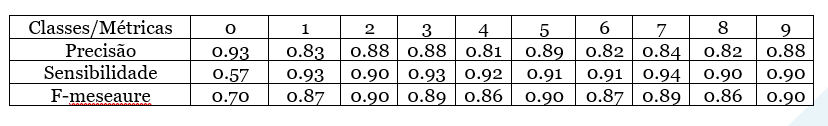 Classes/Métricas 0 1 2 3 4 5 6 7 8 9
Precisão 0.93 0.83 0.88 0.88 0.81 0.89 0.82 0.84 0.82 0.88
Sensibilidade 0.57 0.93 0.90 0.93 0.92 0.91 0.91 0.94 0.90 0.90
F-meseaure 0.70 0.87 0.90 0.89 0.86 0.90 0.87 0.89 0.86 0.90